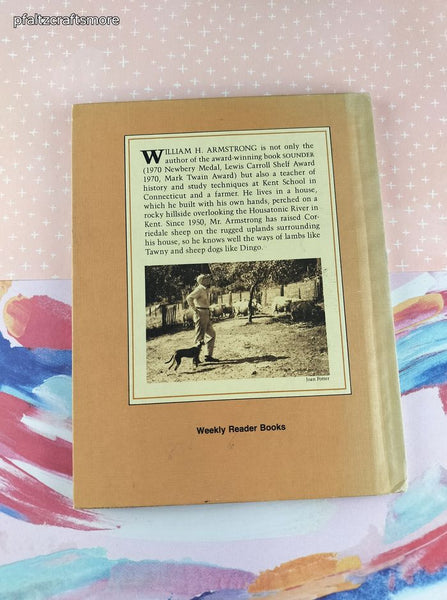 pfaltzcraftsmore
WILLIAM H. ARMSTRONG is not only the
author of the award-winning book SOUNDER
(1970 Newbery Medal, Lewis Carroll Shelf Award
1970, Mark Twain Award) but also a teacher of
history and study techniques at Kent School in
Connecticut and a farmer. He lives in a house,
which he built with his own hands, perched on a
rocky hillside overlooking the Housatonic River in
Kent. Since 1950, Mr. Armstrong has raised Cor-
riedale sheep on the rugged uplands surrounding
his house, so he knows well the ways of lambs like
Tawny and sheep dogs like Dingo.
Joan Potter
Weekly Reader Books